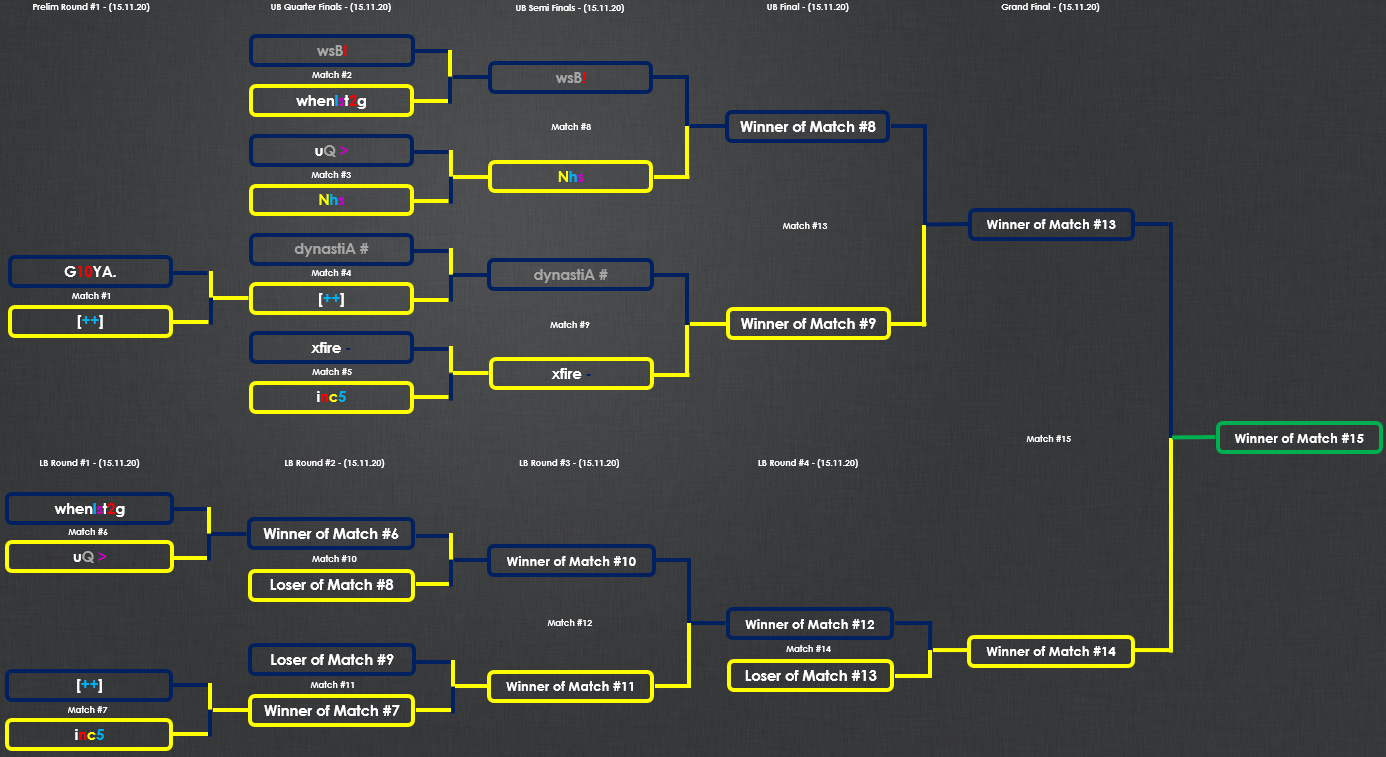 Prelim Round #1 - (15.11.20)
UB Quarter Finals - (15.11.20)
UB Semi Finals - (15.11.20)
UB Final - (15.11.20)
Grand Final - (15.11.20)
wsB!
Match #2
whenIst2g
uQ >
Match #3
Nhs
dynastiA #
Match #4
[++]
xfire -
Match #5
inc5
G10YA.
Match #1
[++]
wsB!
Match #8
Nhs
dynastiA #
Match #9
xfire -
Winner of Match #8
Match #13
Winner of Match #9
Winner of Match #13
Match #15
Winner of Match #15
LB Round #1 - (15.11.20)
LB Round #2 - (15.11.20)
LB Round #3 - (15.11.20)
LB Round #4 - (15.11.20)
whenIst2g
Match #6
uQ >
[++]
Match #7
inc5
Winner of Match #6
Match #10
Loser of Match #8
Loser of Match #9
Match #11
Winner of Match #7
Winner of Match #10
Match #12
Winner of Match #11
Winner of Match #12
Match #14
Loser of Match #13
Winner of Match #14